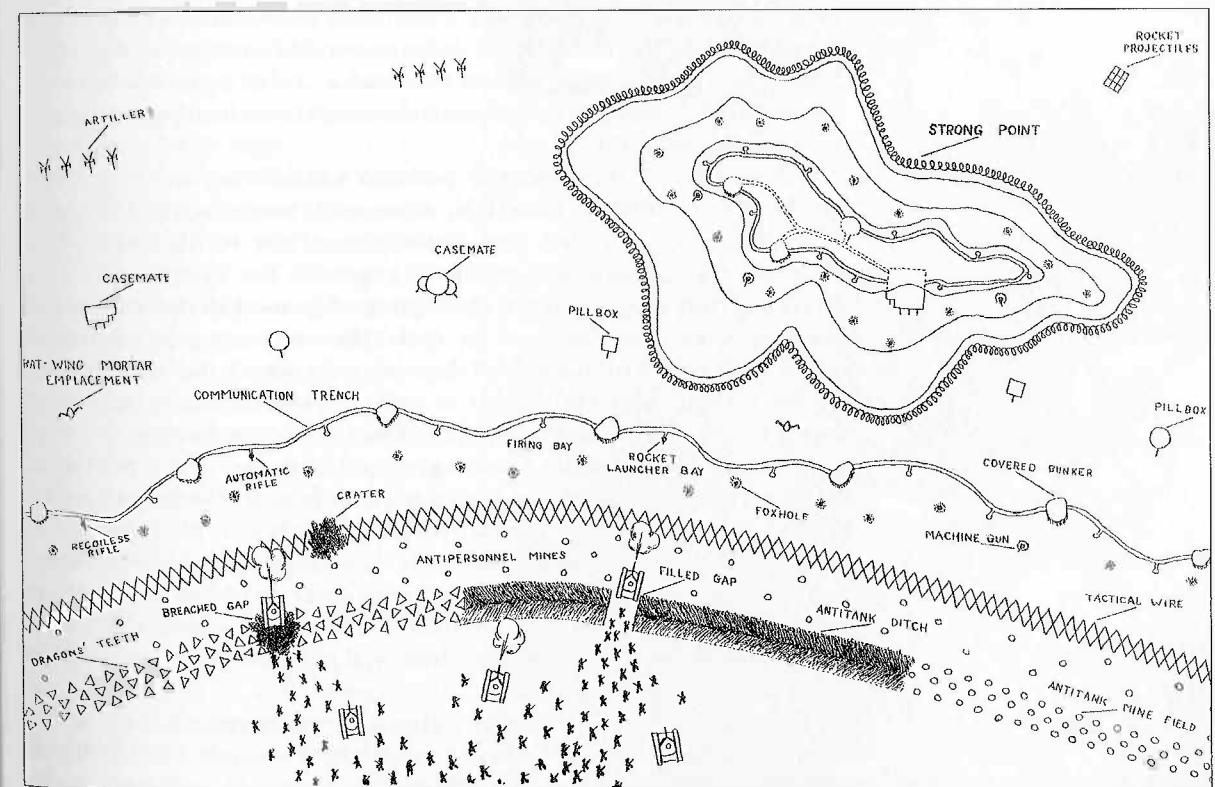 ROCKET
PROJECTILES
ARTILLERY
STRONG POINT
CASEMATE
CASEMATE
PILLBOX
BAT-WING MORTAR
EMPLACEMENT
COMMUNICATION TRENCH
PILLBOX
FIRING BAY
ROCKET
LAUNCHER BAY
COVERED BUNKER
AUTOMATIC
RIFLE
CRATER
FOXHOLE
RECOILESS
RIFLE
MACHINE GUN
ANTIPERSONNEL MINES
FILLED GAP
TACTICAL WIRE
BREACHED GAP
ANTITANK
DITCH
DRAGONS' TEETH
ANTITANK
MINE FIELD